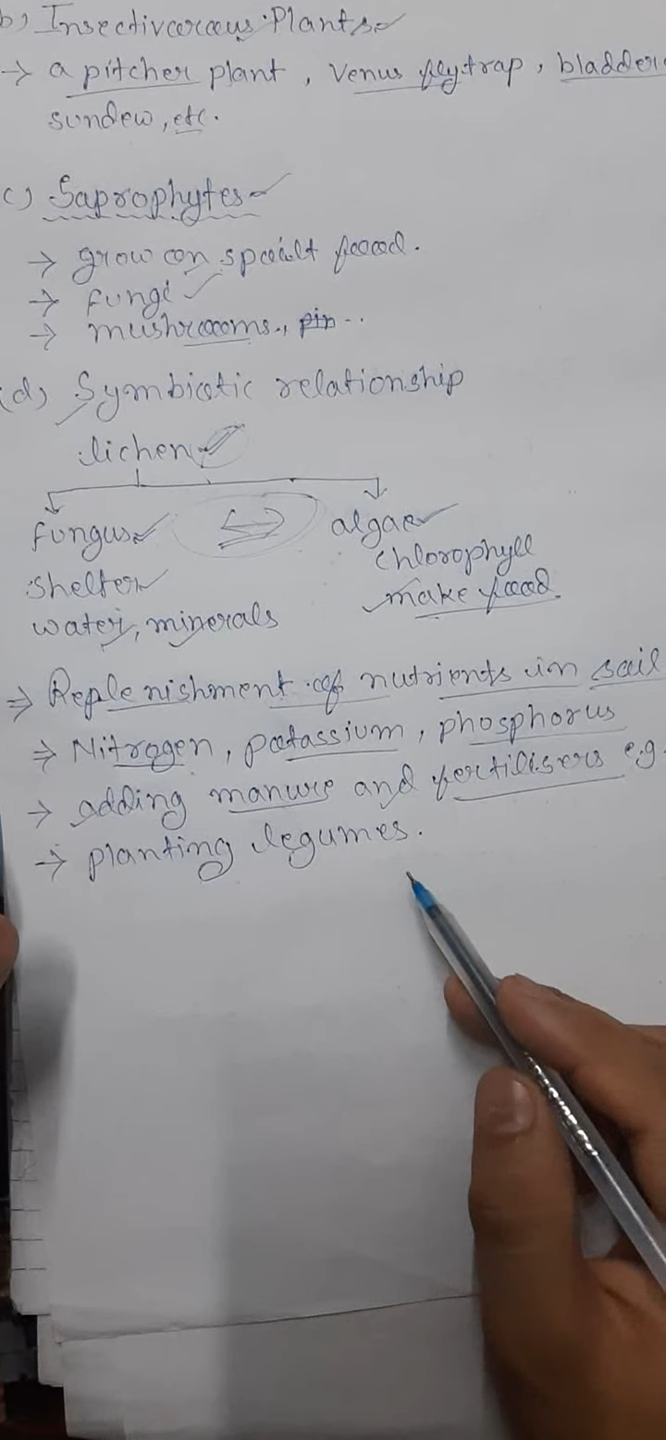 b) Insectivoraus Plants
→ a pitcher plant, Venus flytrap, bladder
sundew, etc.
c) Saprophytes
→ grow on spoilt food.
→ fungi
→ mushrooms., pin..
(d) Symbiotic relationship
lichen
fungus ⇌ algae
shelter chlorophyll
water, minerals make food.
⇒ Replenishment of nutrients in soil
⇒ Nitrogen, potassium, phosphorus
→ adding manure and fertilisers e.g.
→ planting legumes.